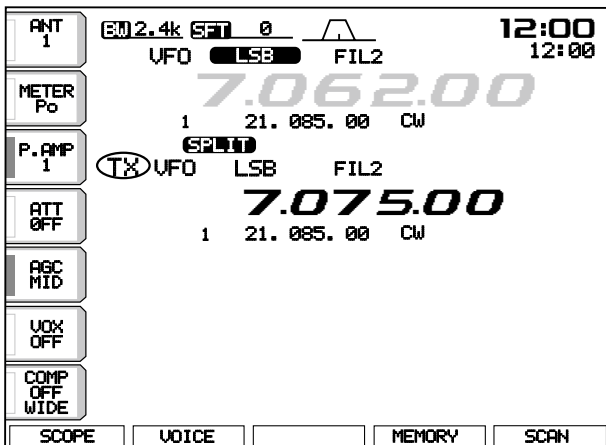 ANT
1
BW 2.4k SFT 0
12:00
12:00
VFO LSB FIL2
METER
Po
7.062.00
1 21. 085. 00 CW
P.AMP
1
SPLIT
TX VFO LSB FIL2
ATT
OFF
7.075.00
1 21. 085. 00 CW
AGC
MID
VOX
OFF
COMP
OFF
WIDE
SCOPE VOICE MEMORY SCAN